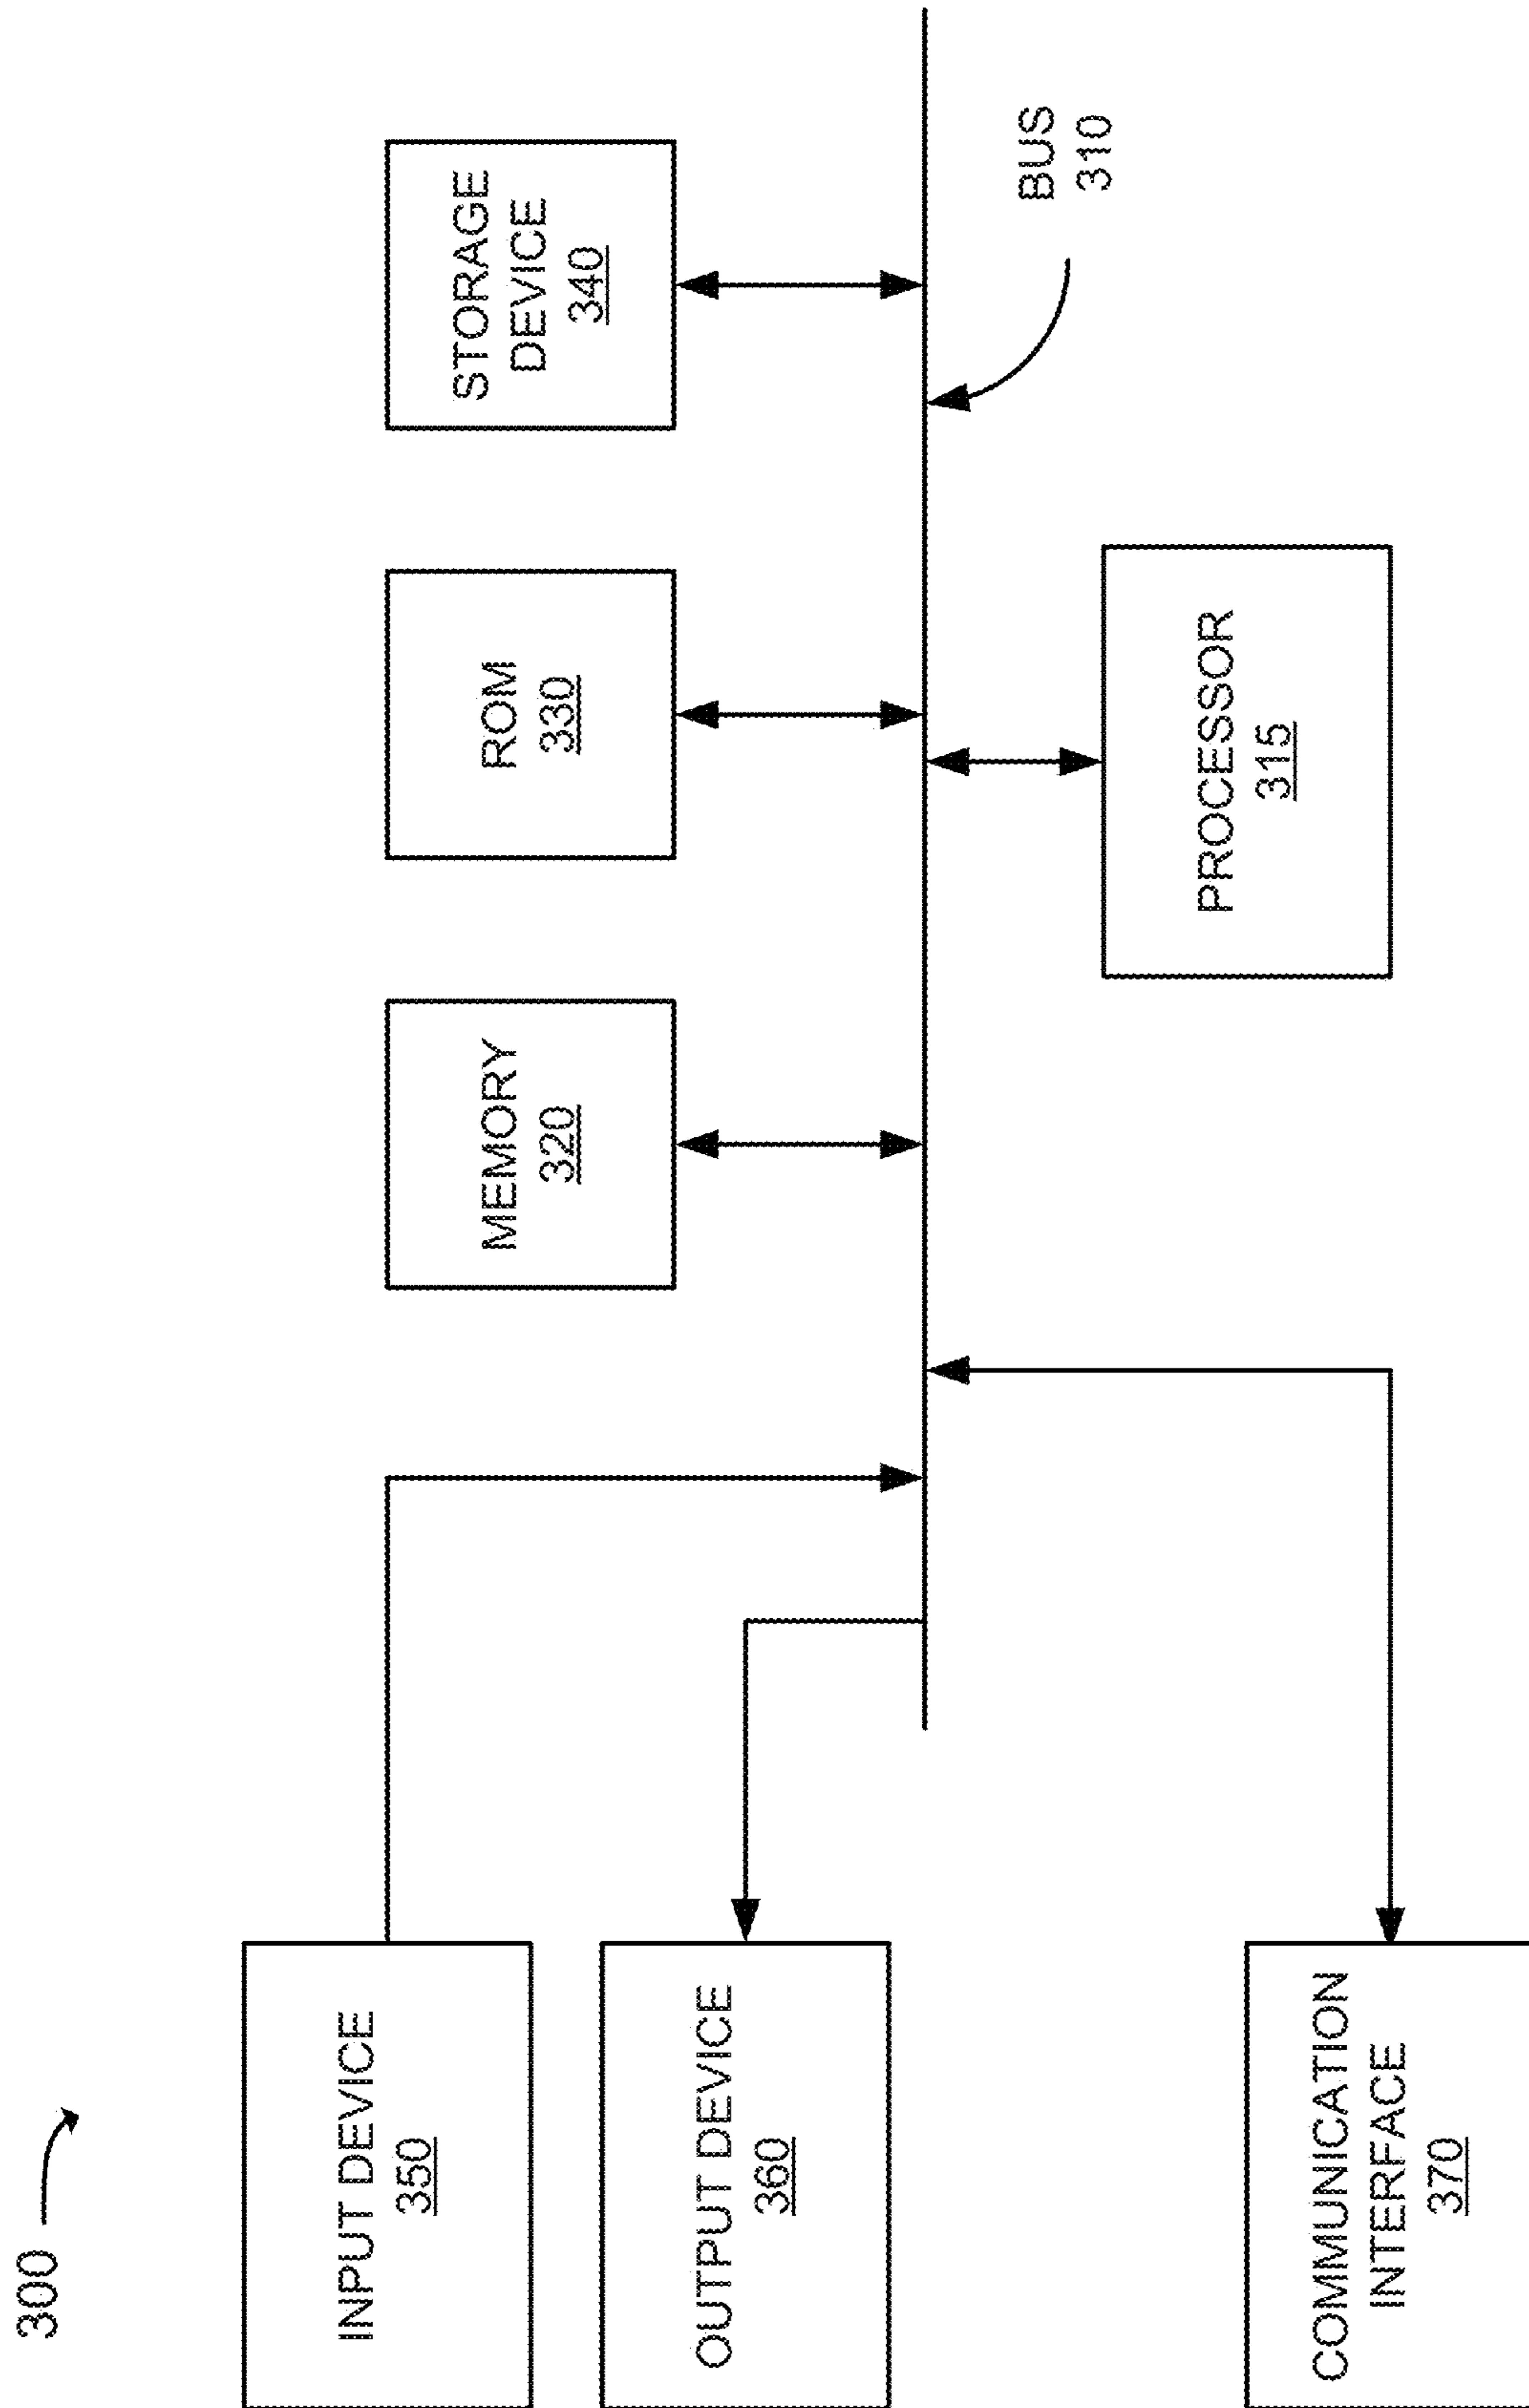 300
INPUT DEVICE
350
OUTPUT DEVICE
360
COMMUNICATION
INTERFACE
370
MEMORY
320
ROM
330
STORAGE
DEVICE
340
PROCESSOR
315
BUS
310